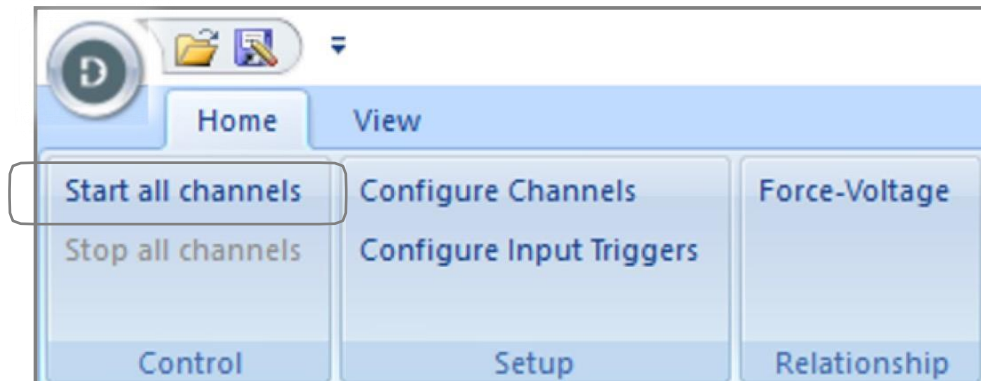 Home View
Start all channels
Stop all channels
Control
Configure Channels
Configure Input Triggers
Setup
Force-Voltage
Relationship